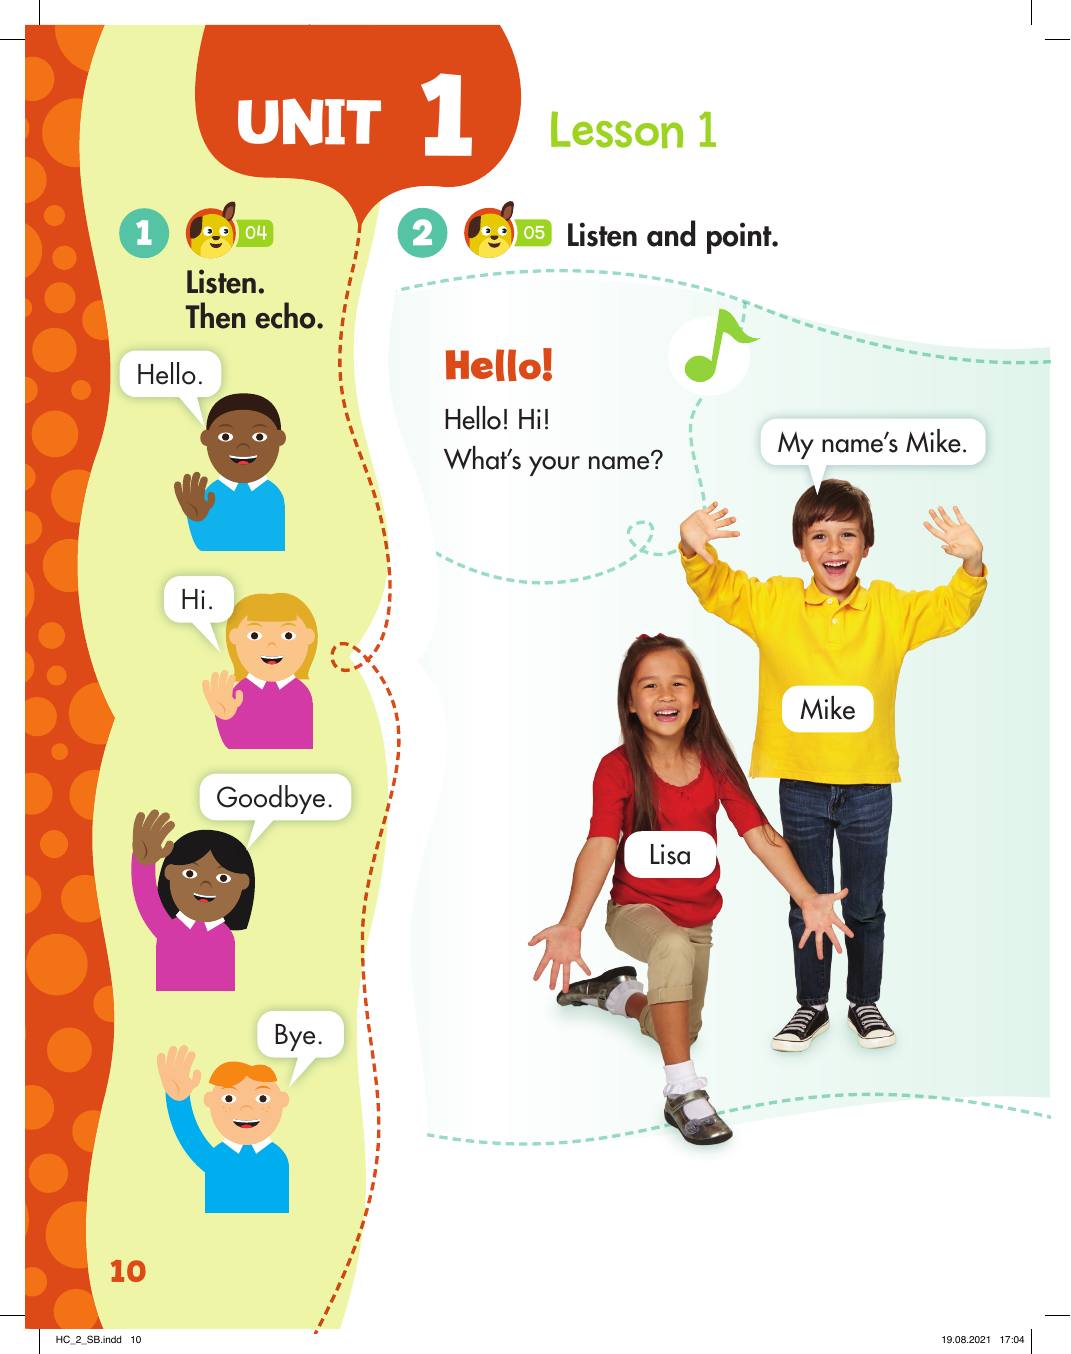 UNIT 1
Lesson 1
1
04
Listen.
Then echo.
Hello.
Hi.
Goodbye.
Bye.
2
05
Listen and point.
Hello!
Hello! Hi!
What's your name?
My name's Mike.
Mike
Lisa
10
HC_2_SB.indd 10
19.08.2021 17:04